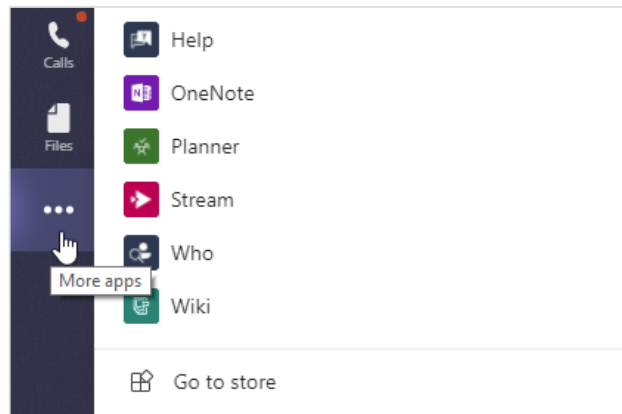 Calls
Files
More apps
Help
OneNote
Planner
Stream
Who
Wiki
Go to store